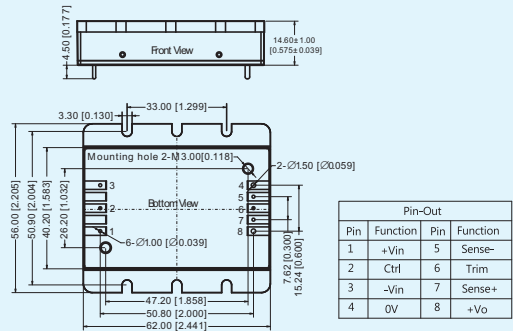 4.50 [0.177]
Front View
14.60±1.00
[0.575±0.039]
33.00 [1.299]
3.30 [0.130]
Mounting hole 2-M3.00[0.118]
2-∅1.50 [∅0.059]
56.00 [2.205]
50.90 [2.004]
40.20 [1.583]
26.20 [1.032]
3
2
1
Bottom View
4
5
6
7
8
6-∅1.00 [∅0.039]
7.62 [0.300]
15.24 [0.600]
47.20 [1.858]
50.80 [2.000]
62.00 [2.441]
Pin-Out
Pin Function Pin Function
1 +Vin 5 Sense-
2 Ctrl 6 Trim
3 -Vin 7 Sense+
4 0V 8 +Vo